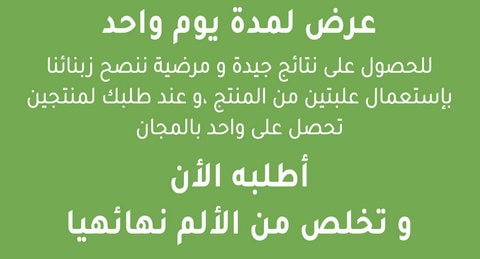 عرض لمدة يوم واحد
للحصول على نتائج جيدة و مرضية ننصح زبنائنا
بإستعمال علبتين من المنتج ،و عند طلبك لمنتجين
تحصل على واحد بالمجان
أطلبه الأن
و تخلص من الألم نهائهيا